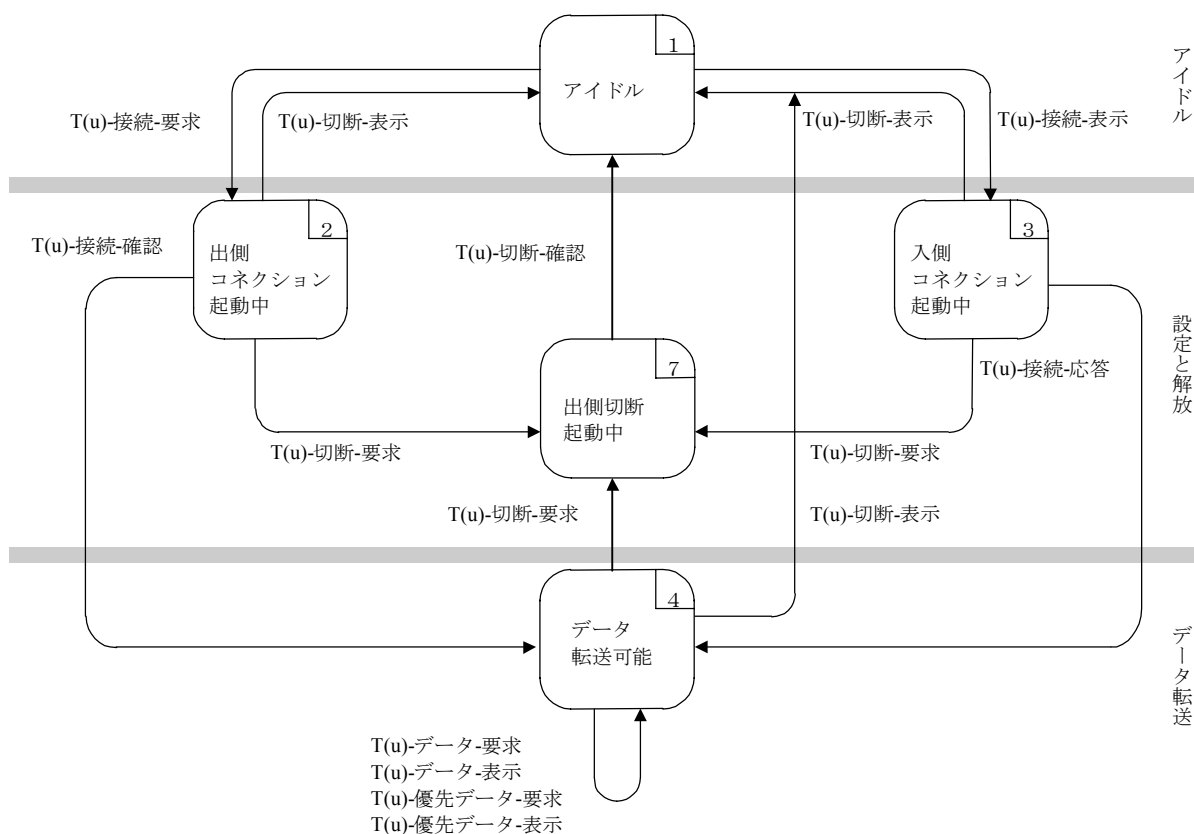 1
アイドル
アイドル
T(u)-接続-要求
T(u)-切断-表示
T(u)-切断-表示
T(u)-接続-表示
2
出側
コネクション
起動中
T(u)-接続-確認
T(u)-切断-確認
3
入側
コネクション
起動中
設定と解放
7
出側切断
起動中
T(u)-接続-応答
T(u)-切断-要求
T(u)-切断-要求
T(u)-切断-要求
T(u)-切断-表示
4
データ
転送可能
データ転送
T(u)-データ-要求
T(u)-データ-表示
T(u)-優先データ-要求
T(u)-優先データ-表示